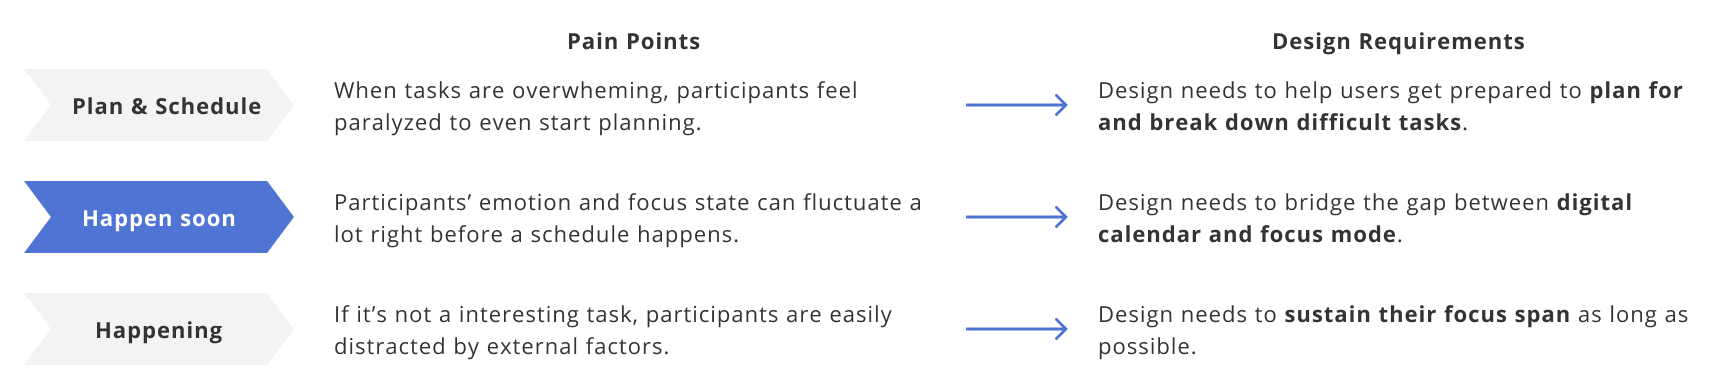 Pain Points
Design Requirements
Plan & Schedule
When tasks are overwheming, participants feel
paralyzed to even start planning.
Design needs to help users get prepared to plan for
and break down difficult tasks.
Happen soon
Participants’ emotion and focus state can fluctuate a
lot right before a schedule happens.
Design needs to bridge the gap between digital
calendar and focus mode.
Happening
If it’s not a interesting task, participants are easily
distracted by external factors.
Design needs to sustain their focus span as long as
possible.